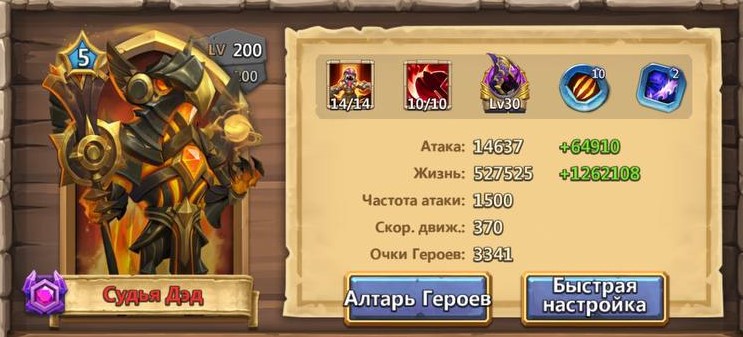 5
LV 200
200
14/14
10/10
Lv30
10
2
Атака: 14637 +64910
Жизнь: 527525 +1262108
Частота атаки: 1500
Скор. движ.: 370
Очки Героев: 3341
Судья Дэд
Алтарь Героев
Быстрая
настройка